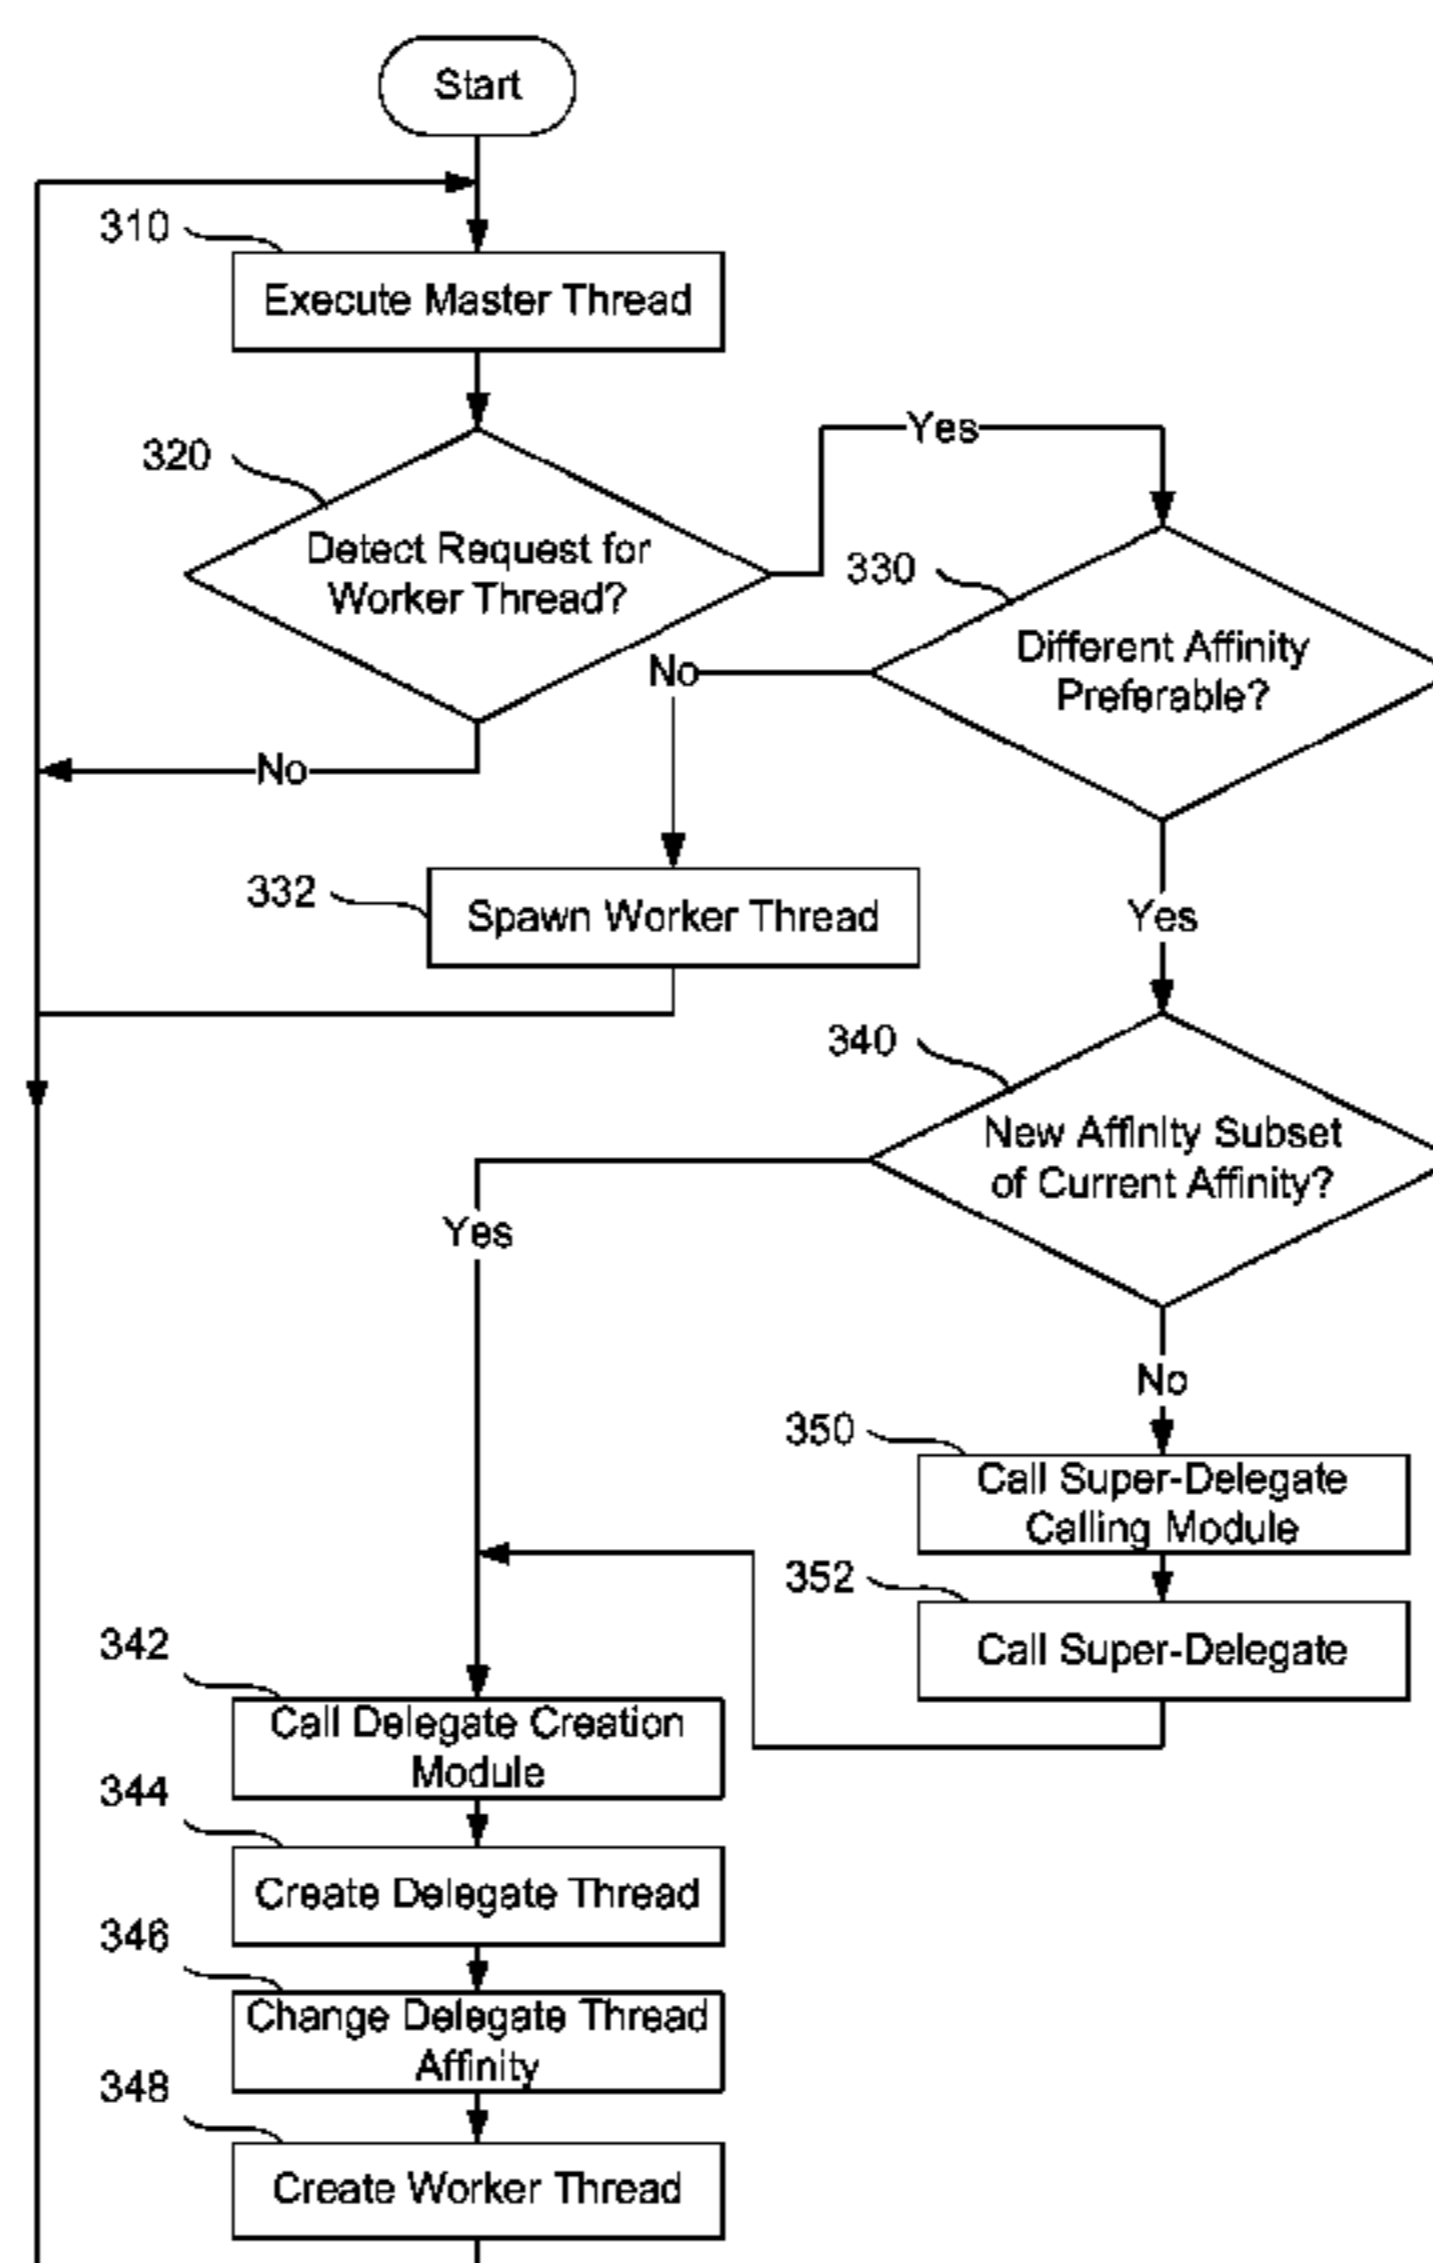 Start
310
Execute Master Thread
320
Detect Request for
Worker Thread?
Yes
330
Different Affinity
Preferable?
No
No
332
Spawn Worker Thread
Yes
340
New Affinity Subset
of Current Affinity?
Yes
No
350
Call Super-Delegate
Calling Module
352
Call Super-Delegate
342
Call Delegate Creation
Module
344
Create Delegate Thread
346
Change Delegate Thread
Affinity
348
Create Worker Thread